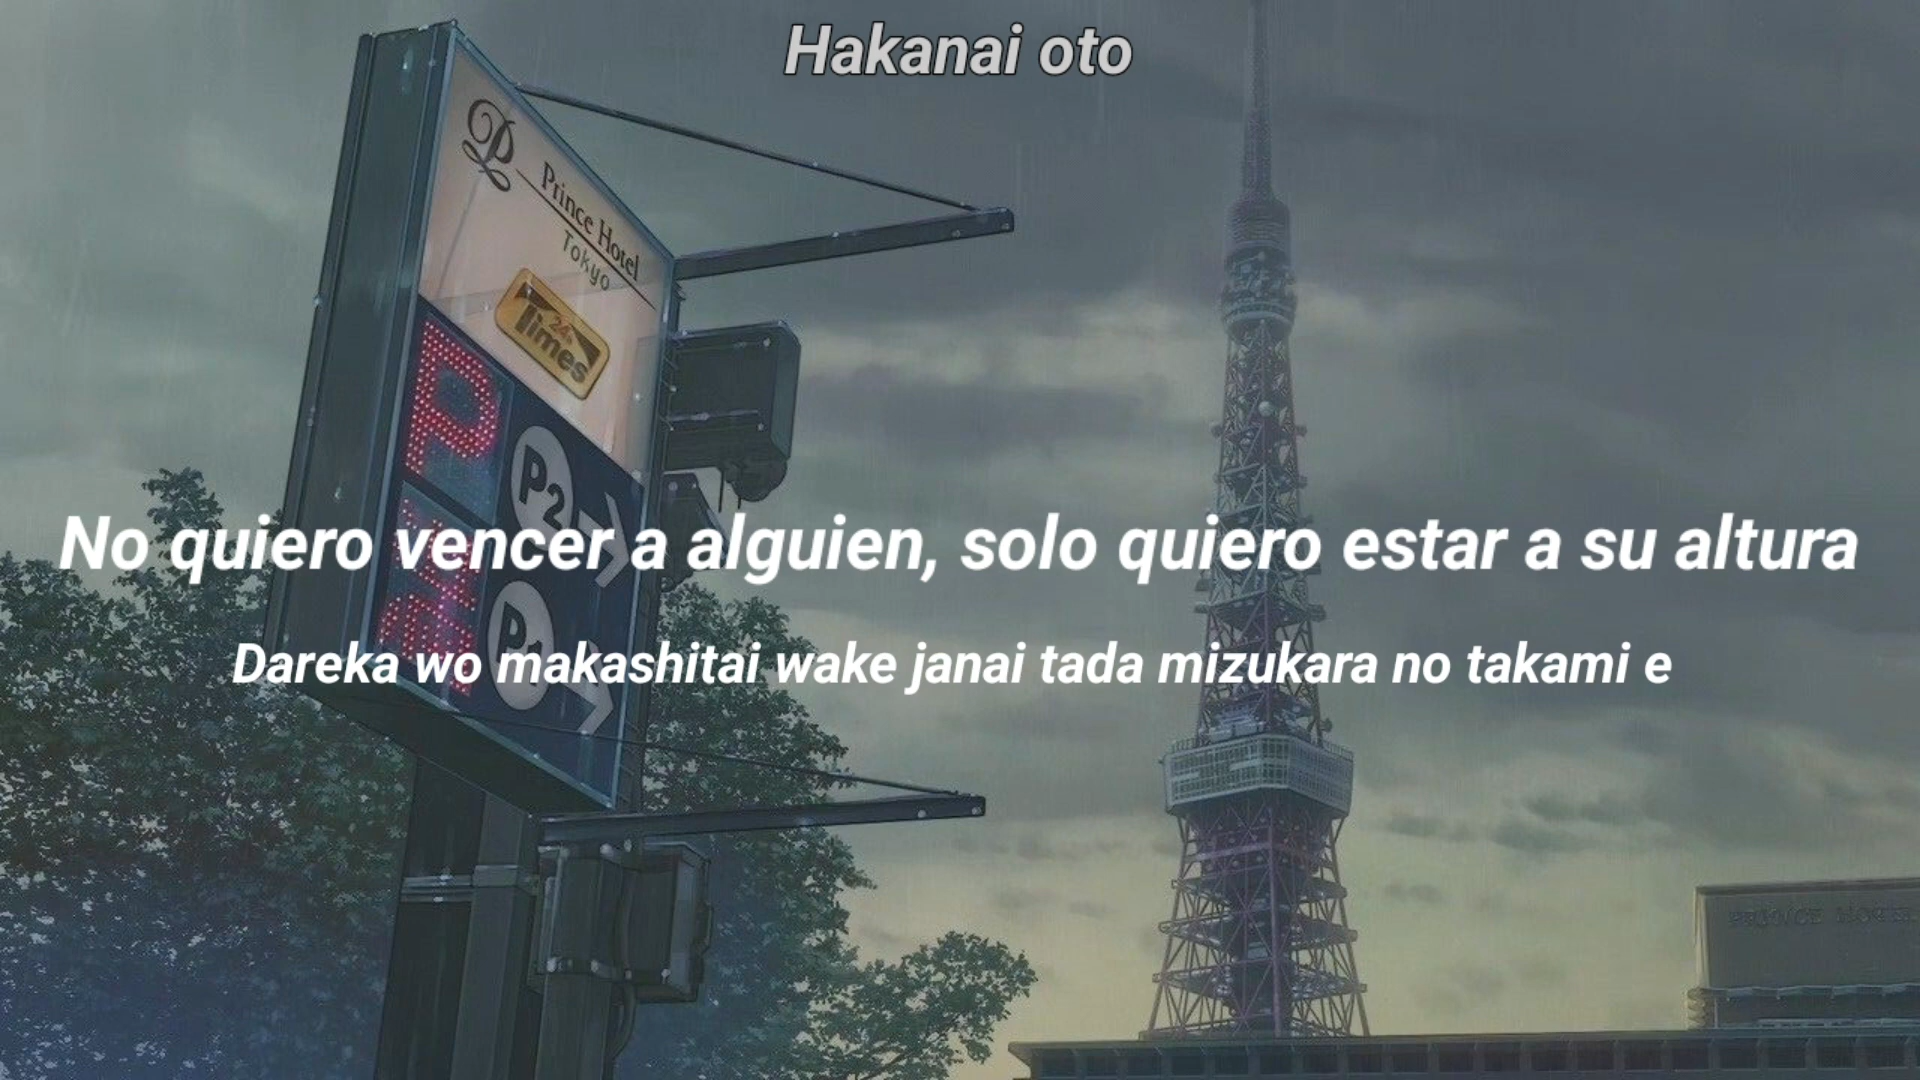 Hakanai oto
Prince Hotel
Tokyo
24h
Times
P
P2
P1
No quiero vencer a alguien, solo quiero estar a su altura
Dareka wo makashitai wake janai tada mizukara no takami e